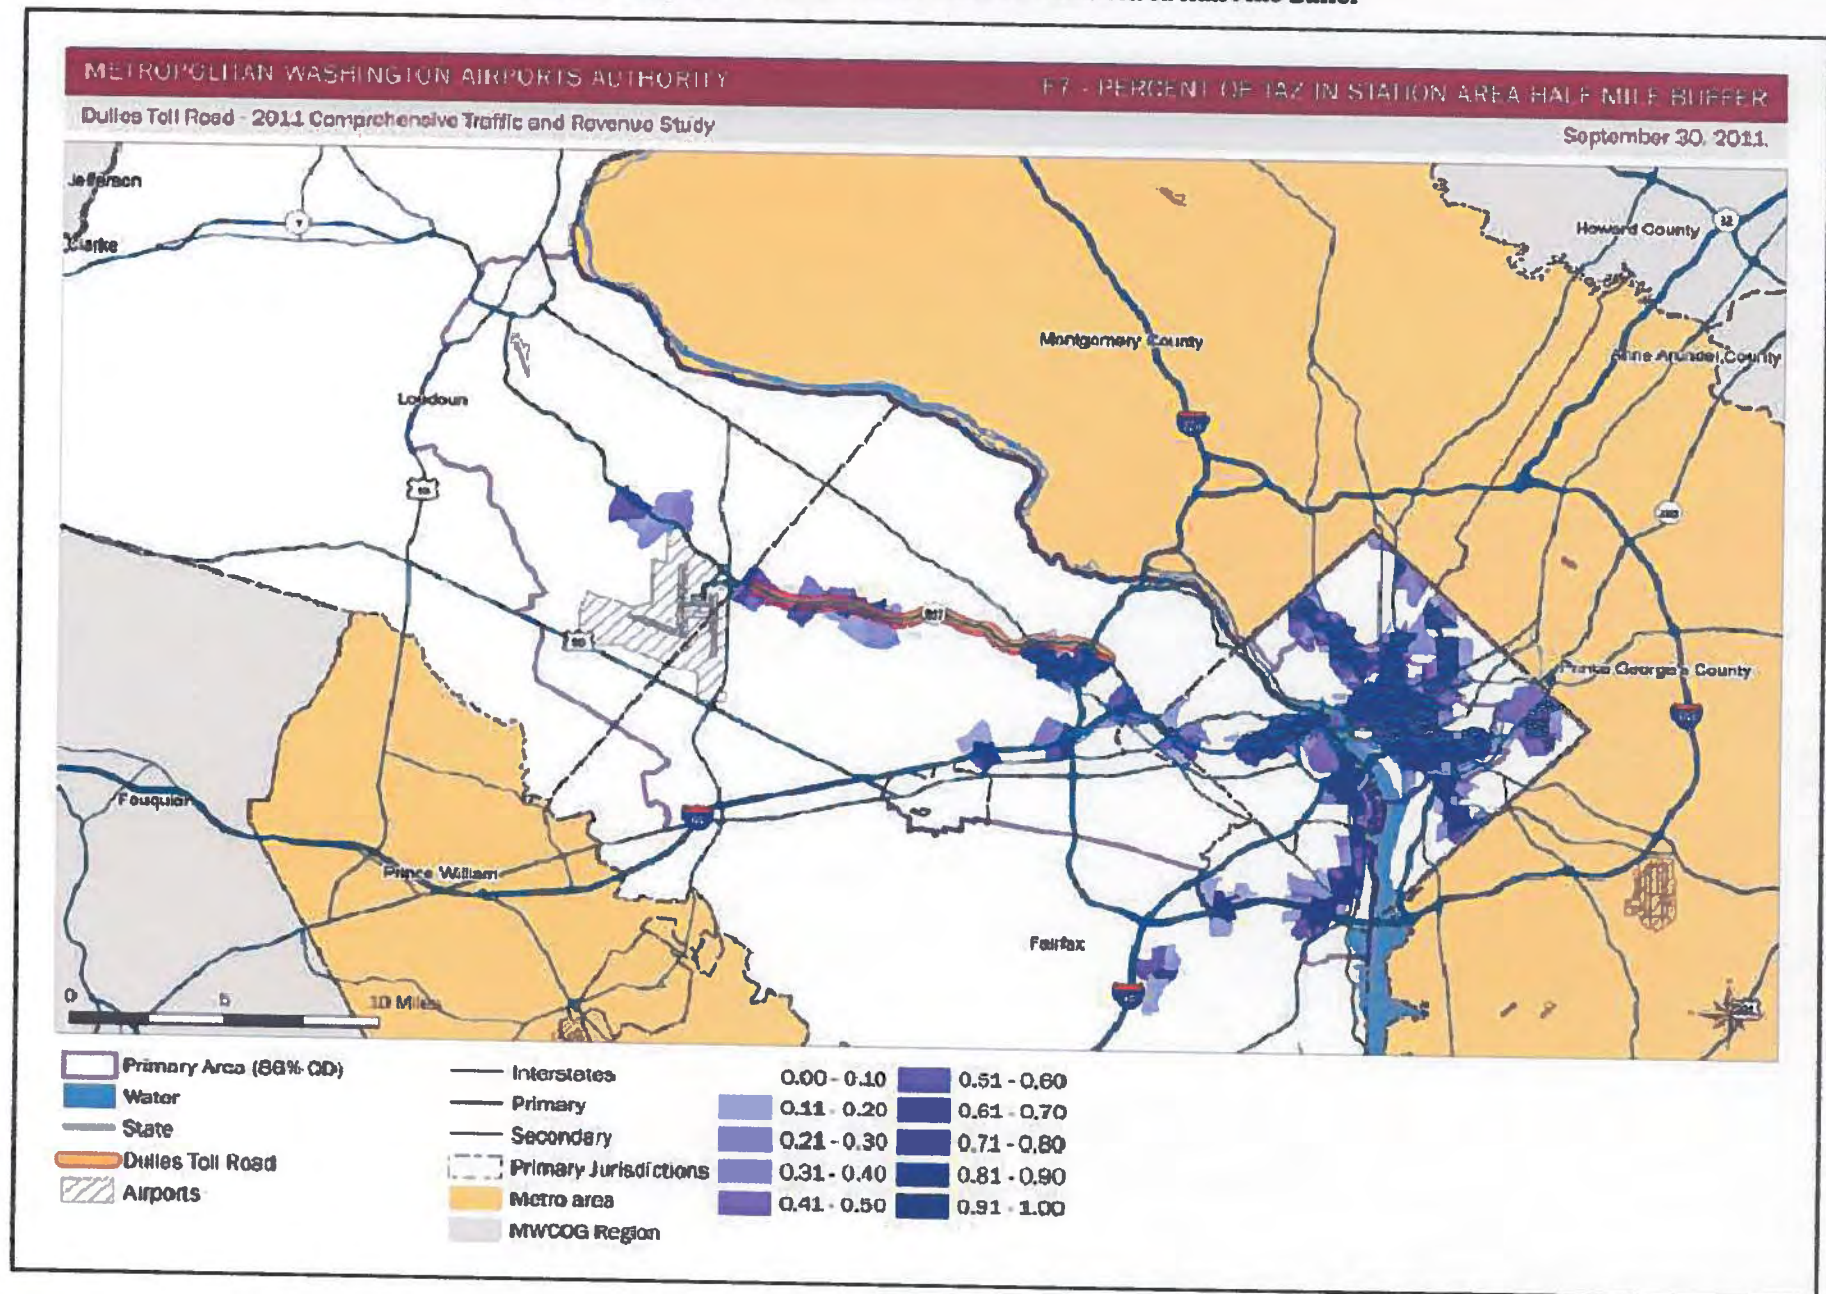 METROPOLITAN WASHINGTON AIRPORTS AUTHORITY
F7 - PERCENT OF TAZ IN STATION AREA HALF MILE BUFFER
Dulles Toll Road - 2011 Comprehensive Traffic and Revenue Study
September 30, 2011.
Jefferson
Clarke
7
Howard County
32
Montgomery County
Anne Arundel County
Loudoun
Prince George's County
Fauquier
Prince William
Fairfax
0 5 10 Miles
Primary Area (86% OD)
Water
State
Dulles Toll Road
Airports
Interstates
Primary
Secondary
Primary Jurisdictions
Metro area
MWCOG Region
0.00 - 0.10
0.11 - 0.20
0.21 - 0.30
0.31 - 0.40
0.41 - 0.50
0.51 - 0.60
0.61 - 0.70
0.71 - 0.80
0.81 - 0.90
0.91 - 1.00